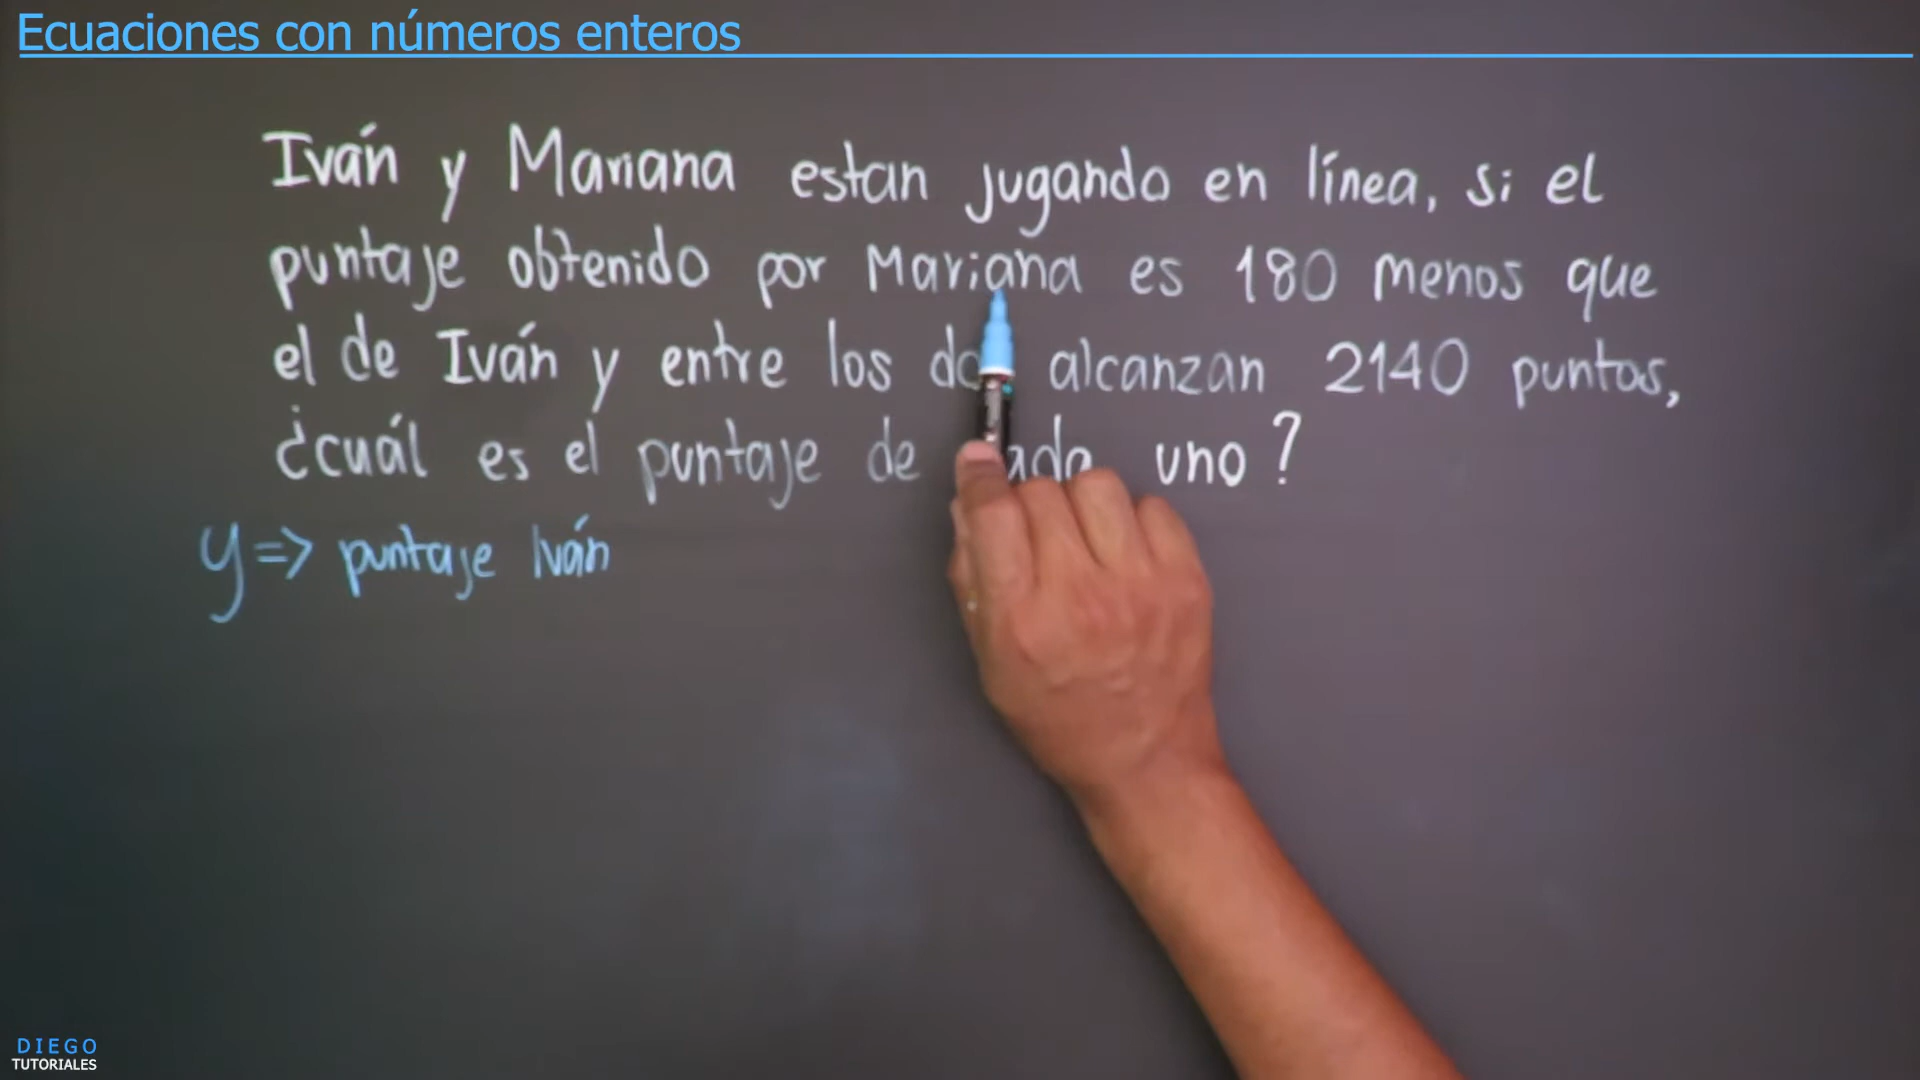 Ecuaciones con números enteros
Iván y Mariana estan jugando en línea, si el
puntaje obtenido por Mariana es 180 menos que
el de Iván y entre los alcanzan 2140 puntos,
¿cuál es el puntaje de uno?
y => puntaje Iván
DIEGO
TUTORIALES